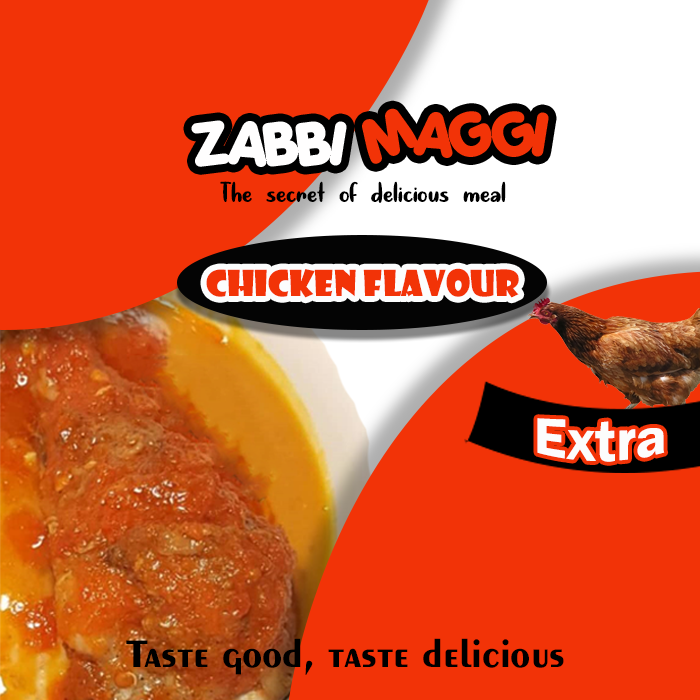 ZABBI MAGGI
The secret of delicious meal
CHICKEN FLAVOUR
Extra
Taste good, taste delicious